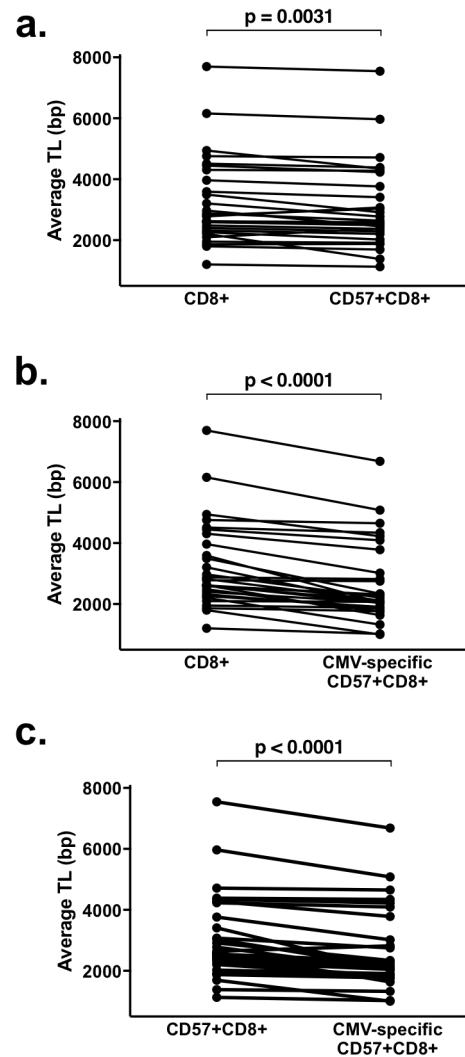 a.
p = 0.0031
Average TL (bp)
8000
6000
4000
2000
CD8+
CD57+CD8+
b.
p < 0.0001
Average TL (bp)
8000
6000
4000
2000
CD8+
CMV-specific
CD57+CD8+
c.
p < 0.0001
Average TL (bp)
8000
6000
4000
2000
CD57+CD8+
CMV-specific
CD57+CD8+